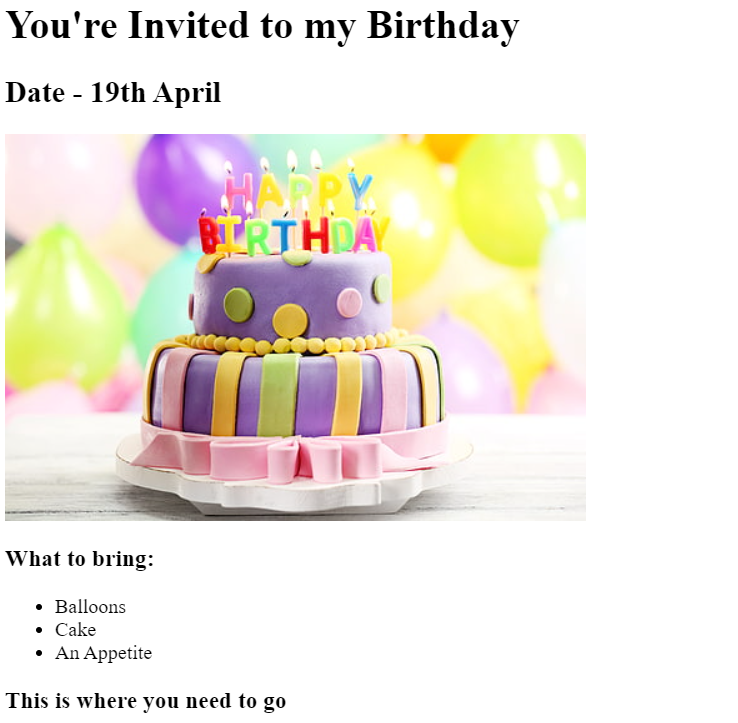 You're Invited to my Birthday
Date - 19th April
HAPPY
BIRTHDAY
What to bring:
Balloons
Cake
An Appetite
This is where you need to go